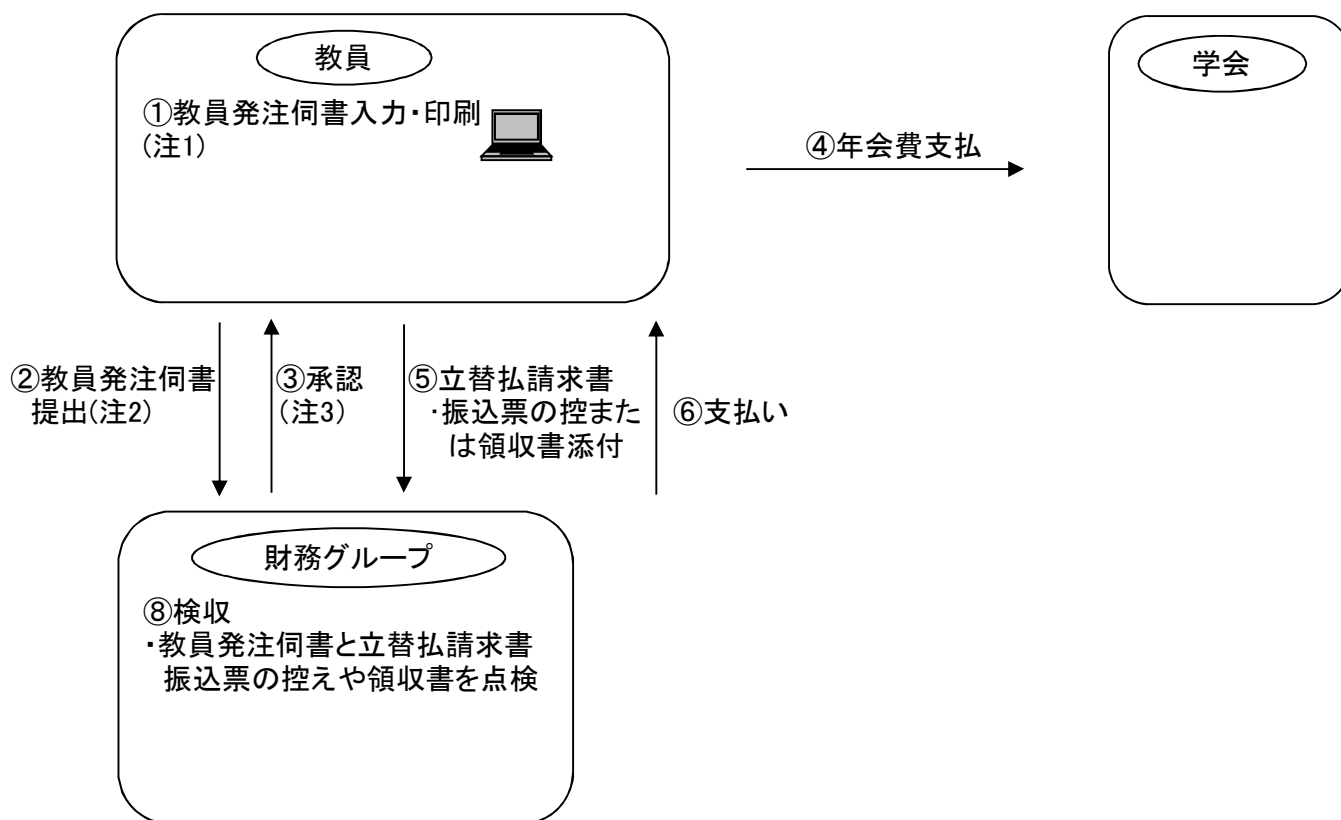 教員
①教員発注伺書入力・印刷
(注1)
学会
④年会費支払
②教員発注伺書
提出(注2)
③承認
(注3)
⑤立替払請求書
・振込票の控また
は領収書添付
⑥支払い
財務グループ
⑧検収
・教員発注伺書と立替払請求書
振込票の控えや領収書を点検